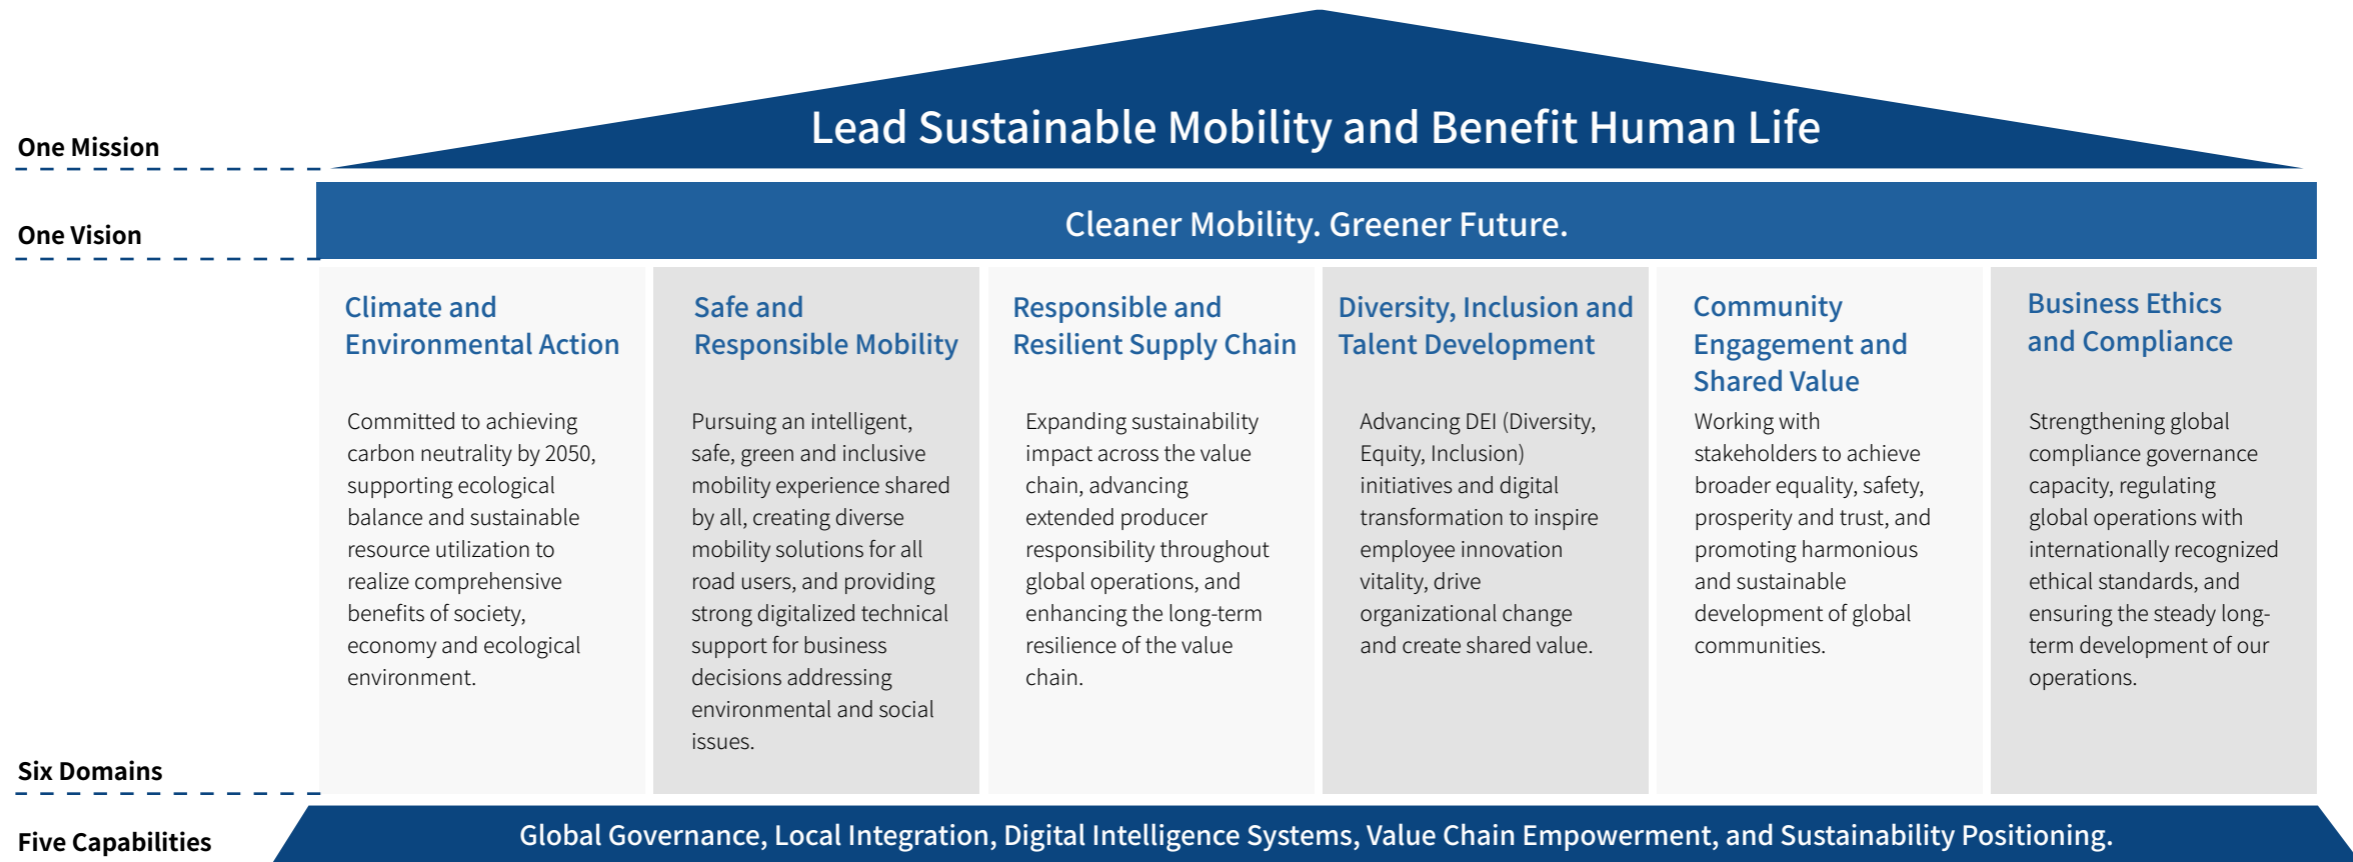 Lead Sustainable Mobility and Benefit Human Life
One Mission
Cleaner Mobility. Greener Future.
One Vision
Climate and
Environmental Action
Committed to achieving
carbon neutrality by 2050,
supporting ecological
balance and sustainable
resource utilization to
realize comprehensive
benefits of society,
economy and ecological
environment.
Safe and
Responsible Mobility
Pursuing an intelligent,
safe, green and inclusive
mobility experience shared
by all, creating diverse
mobility solutions for all
road users, and providing
strong digitalized technical
support for business
decisions addressing
environmental and social
issues.
Responsible and
Resilient Supply Chain
Expanding sustainability
impact across the value
chain, advancing
extended producer
responsibility throughout
global operations, and
enhancing the long-term
resilience of the value
chain.
Diversity, Inclusion and
Talent Development
Advancing DEI (Diversity,
Equity, Inclusion)
initiatives and digital
transformation to inspire
employee innovation
vitality, drive
organizational change
and create shared value.
Community
Engagement and
Shared Value
Working with
stakeholders to achieve
broader equality, safety,
prosperity and trust, and
promoting harmonious
and sustainable
development of global
communities.
Business Ethics
and Compliance
Strengthening global
compliance governance
capacity, regulating
global operations with
internationally recognized
ethical standards, and
ensuring the steady long-
term development of our
operations.
Six Domains
Five Capabilities
Global Governance, Local Integration, Digital Intelligence Systems, Value Chain Empowerment, and Sustainability Positioning.